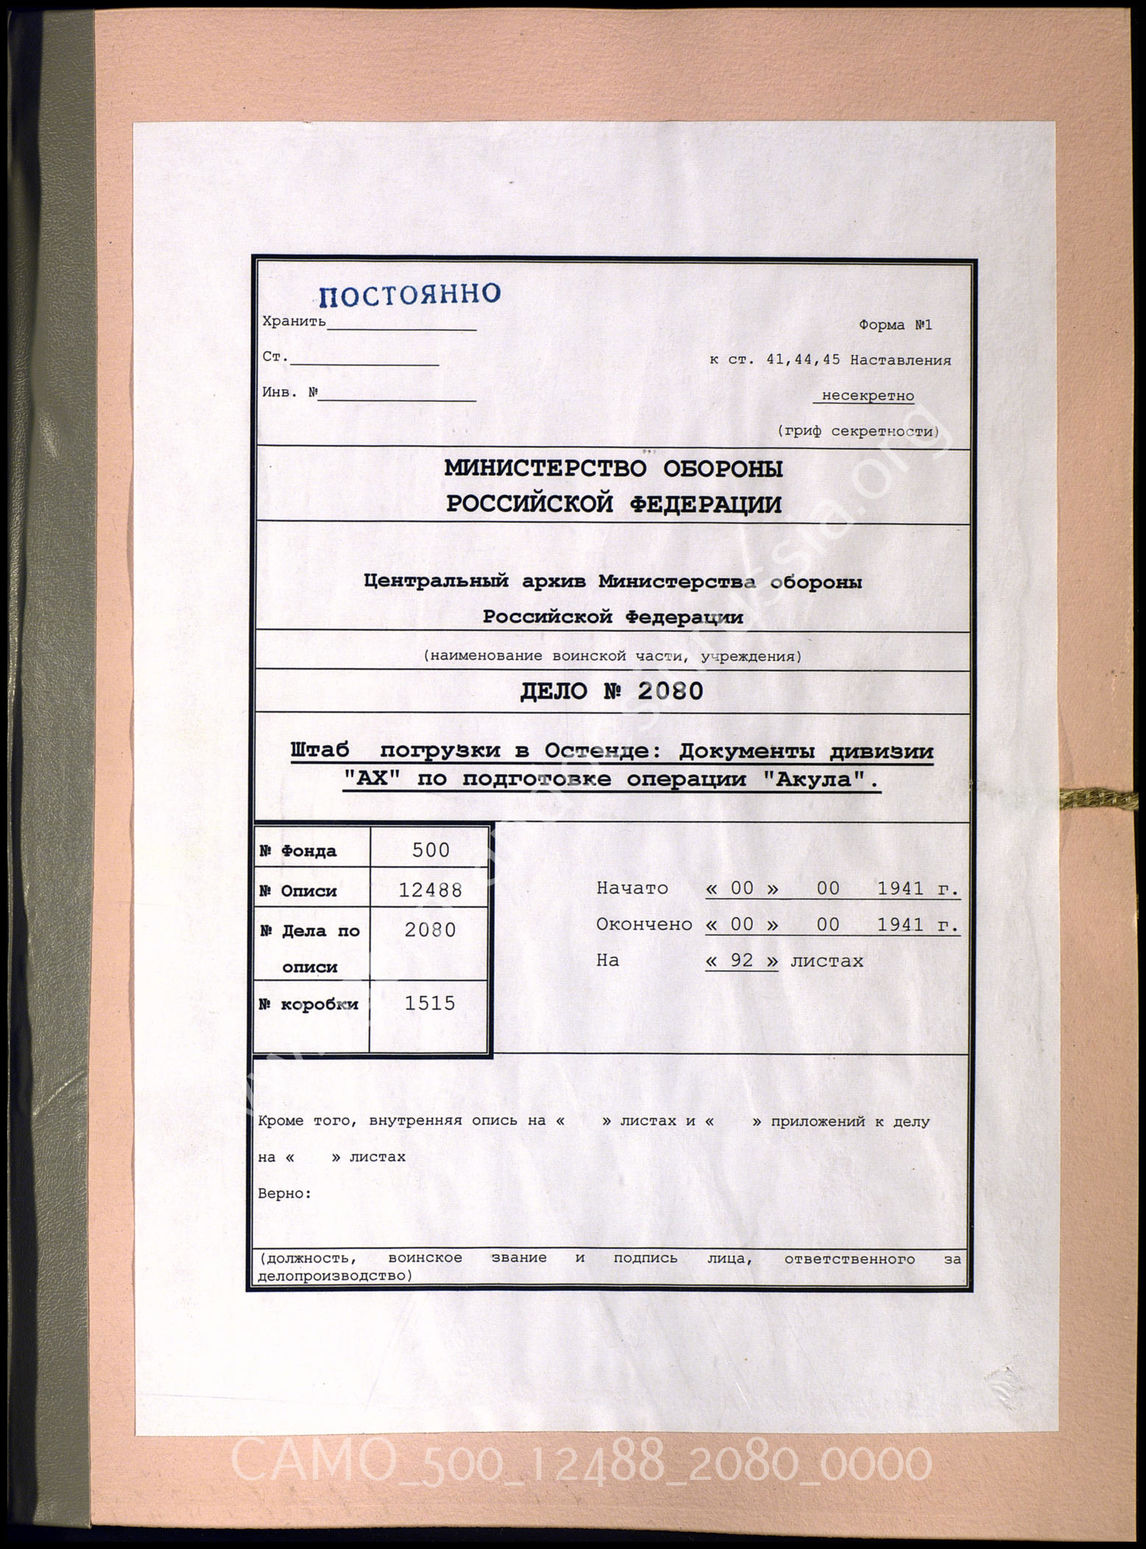 ПОСТОЯННО
Хранить
Форма №1
Ст.
к ст. 41,44,45 Наставления
Инв. №
несекретно
(гриф секретности)
МИНИСТЕРСТВО ОБОРОНЫ
РОССИЙСКОЙ ФЕДЕРАЦИИ
Центральный архив Министерства обороны
Российской Федерации
(наименование воинской части, учреждения)
ДЕЛО № 2080
Штаб погрузки в Остенде: Документы дивизии
"АХ" по подготовке операции "Акула".
№ Фонда 500
№ Описи 12488
№ Дела по описи 2080
№ коробки 1515
Начато « 00 » 00 1941 г.
Окончено « 00 » 00 1941 г.
На « 92 » листах
Кроме того, внутренняя опись на « » листах и « » приложений к делу
на « » листах
Верно:
(должность, воинское звание и подпись лица, ответственного за
делопроизводство)
CAMO_500_12488_2080_0000